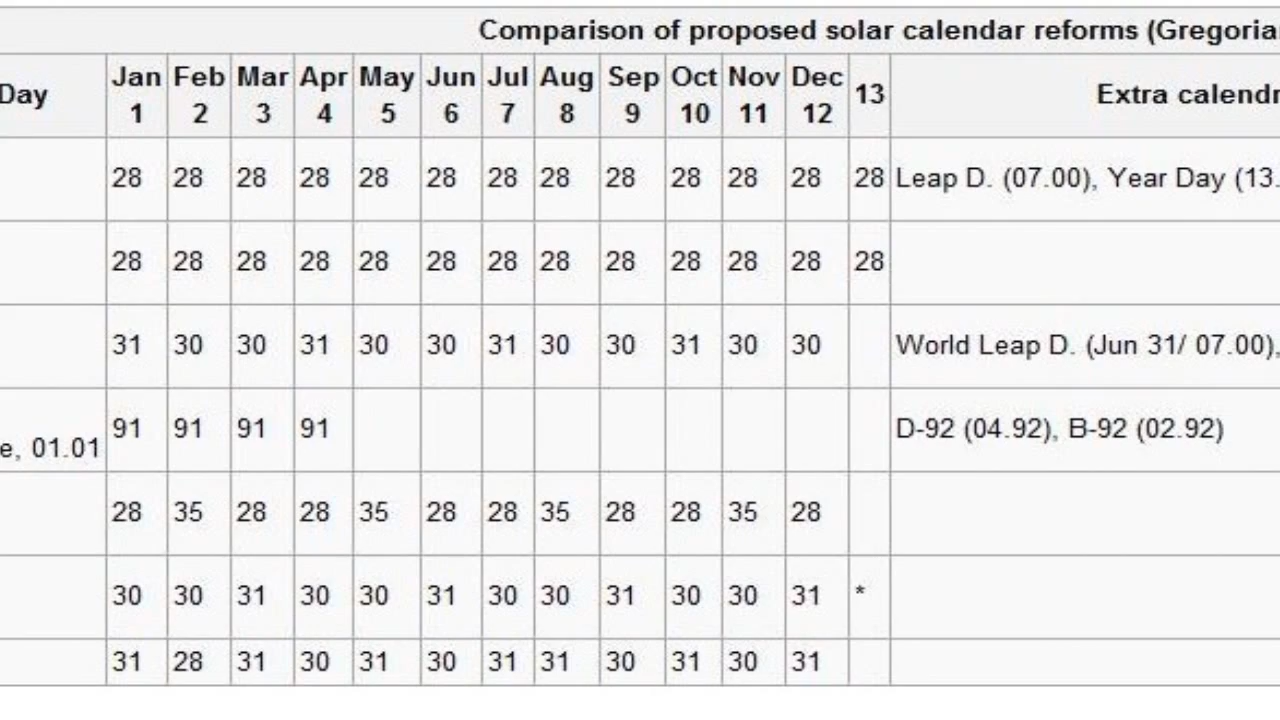 Comparison of proposed solar calendar reforms (Gregoria
Day Jan 1 Feb 2 Mar 3 Apr 4 May 5 Jun 6 Jul 7 Aug 8 Sep 9 Oct 10 Nov 11 Dec 12 13 Extra calend
28 28 28 28 28 28 28 28 28 28 28 28 28 Leap D. (07.00), Year Day (13.
28 28 28 28 28 28 28 28 28 28 28 28 28
31 30 30 31 30 30 31 30 30 31 30 30 World Leap D. (Jun 31/ 07.00),
e, 01.01 91 91 91 91 D-92 (04.92), B-92 (02.92)
28 35 28 28 35 28 28 35 28 28 35 28
30 30 31 30 30 31 30 30 31 30 30 31 *
31 28 31 30 31 30 31 31 30 31 30 31